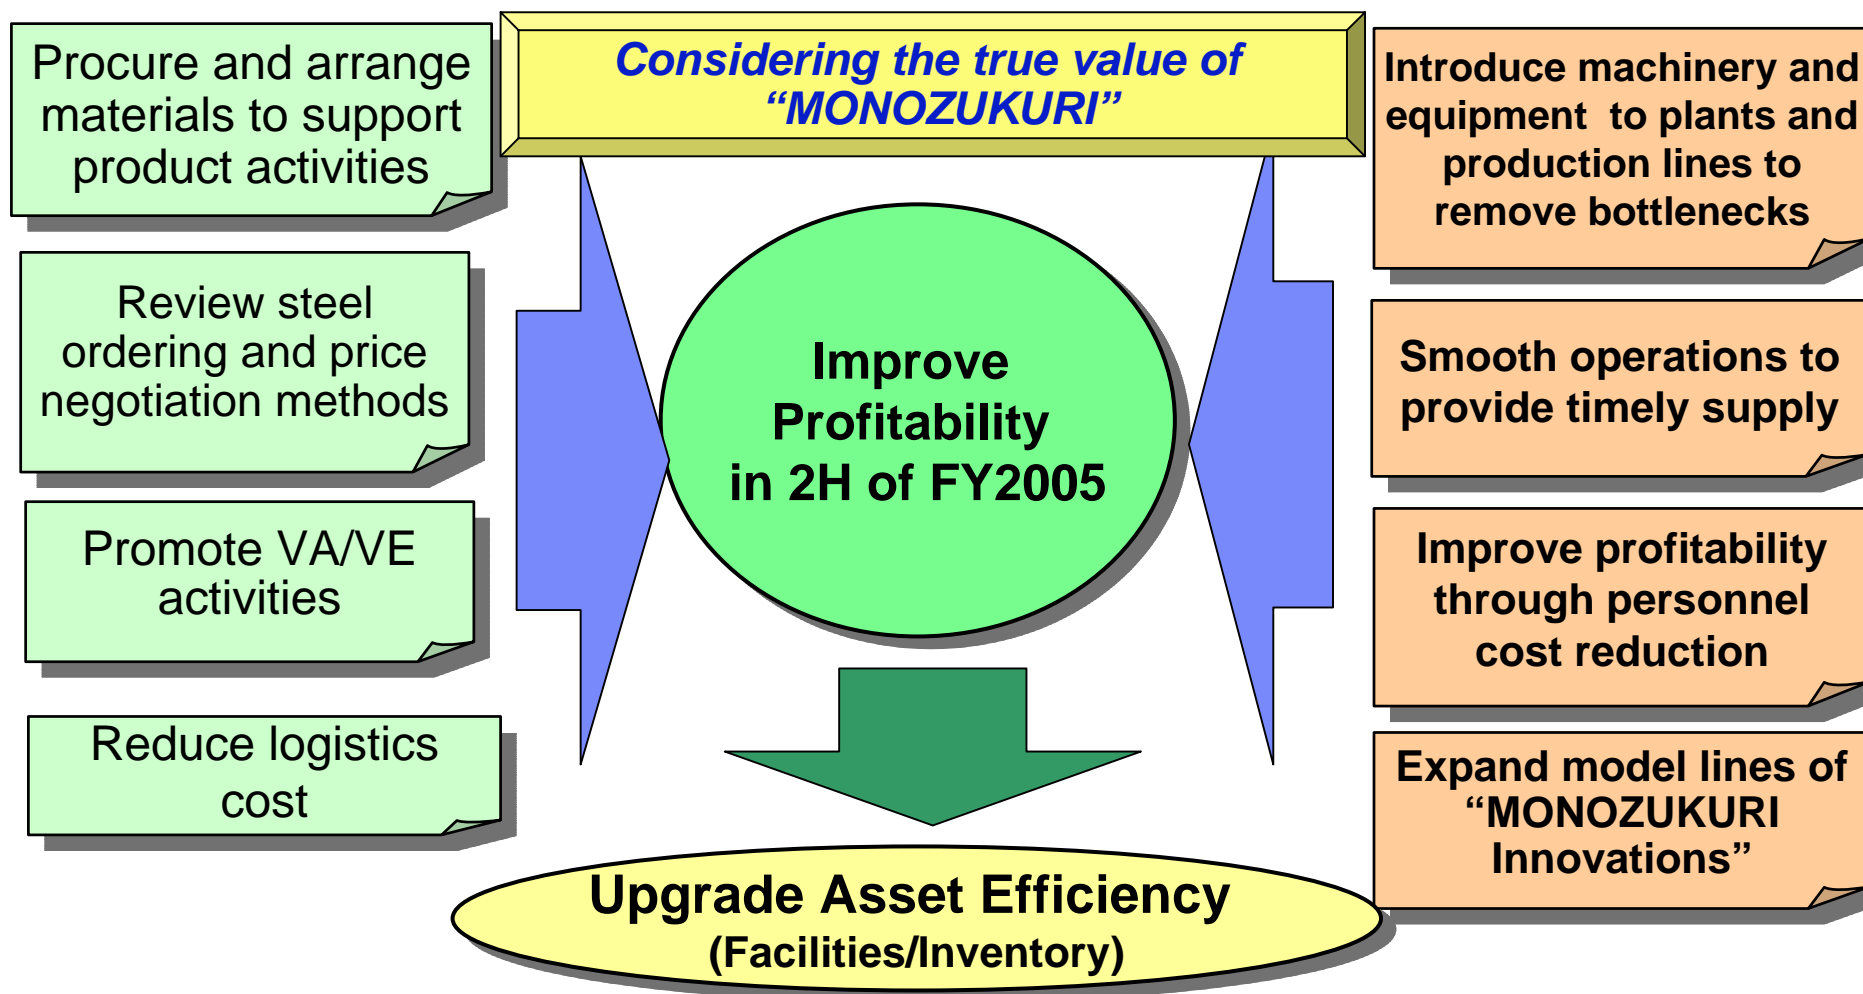 Considering the true value of
“MONOZUKURI”
Procure and arrange
materials to support
product activities
Review steel
ordering and price
negotiation methods
Promote VA/VE
activities
Reduce logistics
cost
Improve
Profitability
in 2H of FY2005
Upgrade Asset Efficiency
(Facilities/Inventory)
Introduce machinery and
equipment  to plants and
production lines to
remove bottlenecks
Smooth operations to
provide timely supply
Improve profitability
through personnel
cost reduction
Expand model lines of
“MONOZUKURI
Innovations”